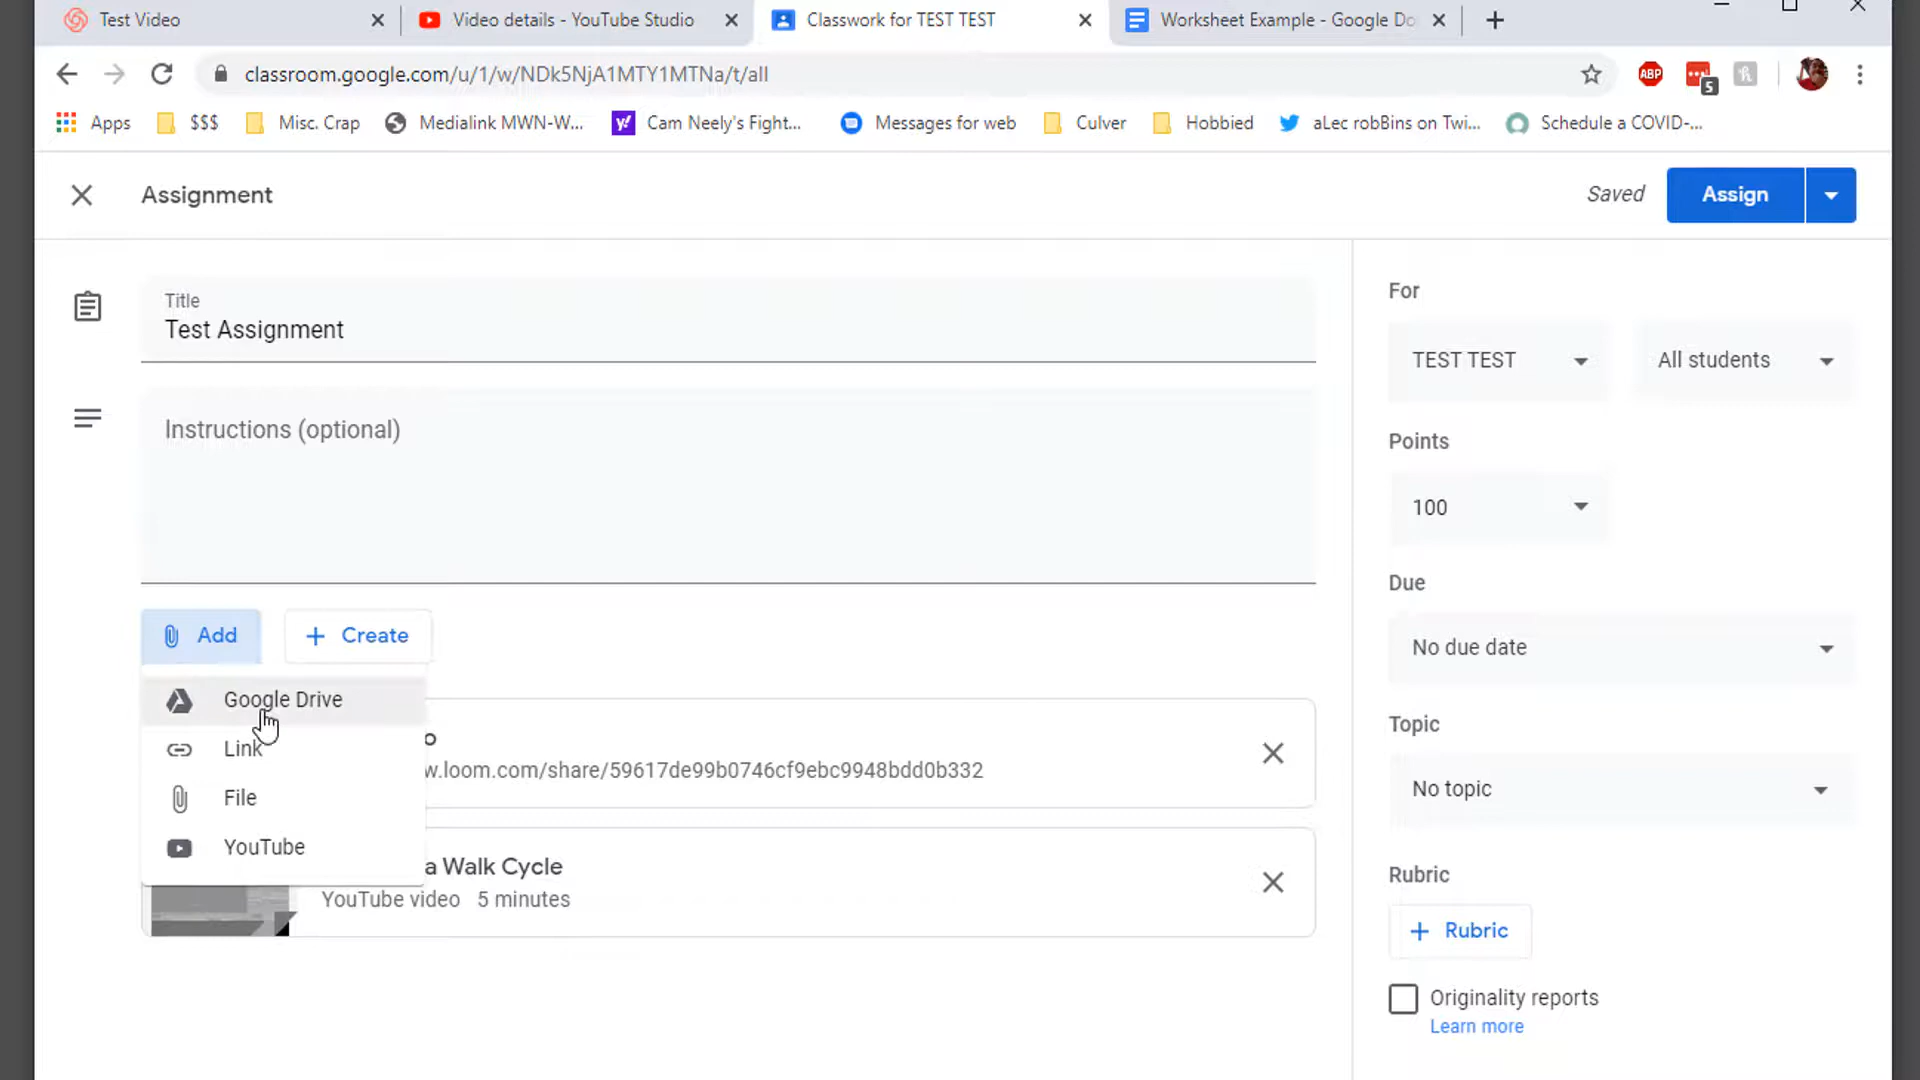 Test Video
Video details - YouTube Studio
Classwork for TEST TEST
Worksheet Example - Google Do
classroom.google.com/u/1/w/NDk5NjA1MTY1MTNa/t/all
ABP
5
Apps
$$$
Misc. Crap
Medialink MWN-W...
Cam Neely's Fight...
Messages for web
Culver
Hobbied
aLec robBins on Twi...
Schedule a COVID-...
Assignment
Saved
Assign
Title
Test Assignment
Instructions (optional)
Add
Create
Google Drive
Link
File
YouTube
o
w.loom.com/share/59617de99b0746cf9ebc9948bdd0b332
a Walk Cycle
YouTube video 5 minutes
For
TEST TEST
All students
Points
100
Due
No due date
Topic
No topic
Rubric
Rubric
Originality reports
Learn more